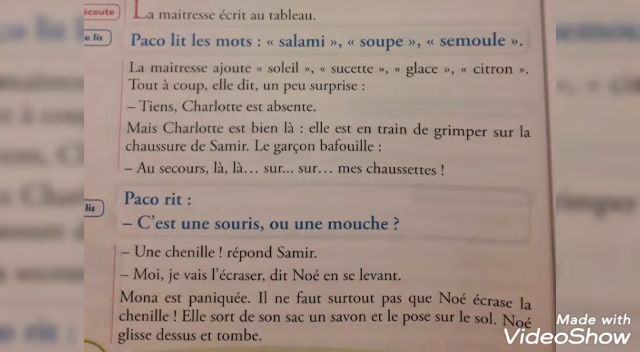 écoute
La maitresse écrit au tableau.
e lis
Paco lit les mots : « salami », « soupe », « semoule ».
La maitresse ajoute « soleil », « sucette », « glace », « citron ».
Tout à coup, elle dit, un peu surprise :
– Tiens, Charlotte est absente.
Mais Charlotte est bien là : elle est en train de grimper sur la
chaussure de Samir. Le garçon bafouille :
– Au secours, là, là… sur... sur… mes chaussettes !
lis
Paco rit :
– C'est une souris, ou une mouche ?
– Une chenille ! répond Samir.
– Moi, je vais l'écraser, dit Noé en se levant.
Mona est paniquée. Il ne faut surtout pas que Noé écrase la
chenille ! Elle sort de son sac un savon et le pose sur le sol. Noé
glisse dessus et tombe.
Made with
VideoShow